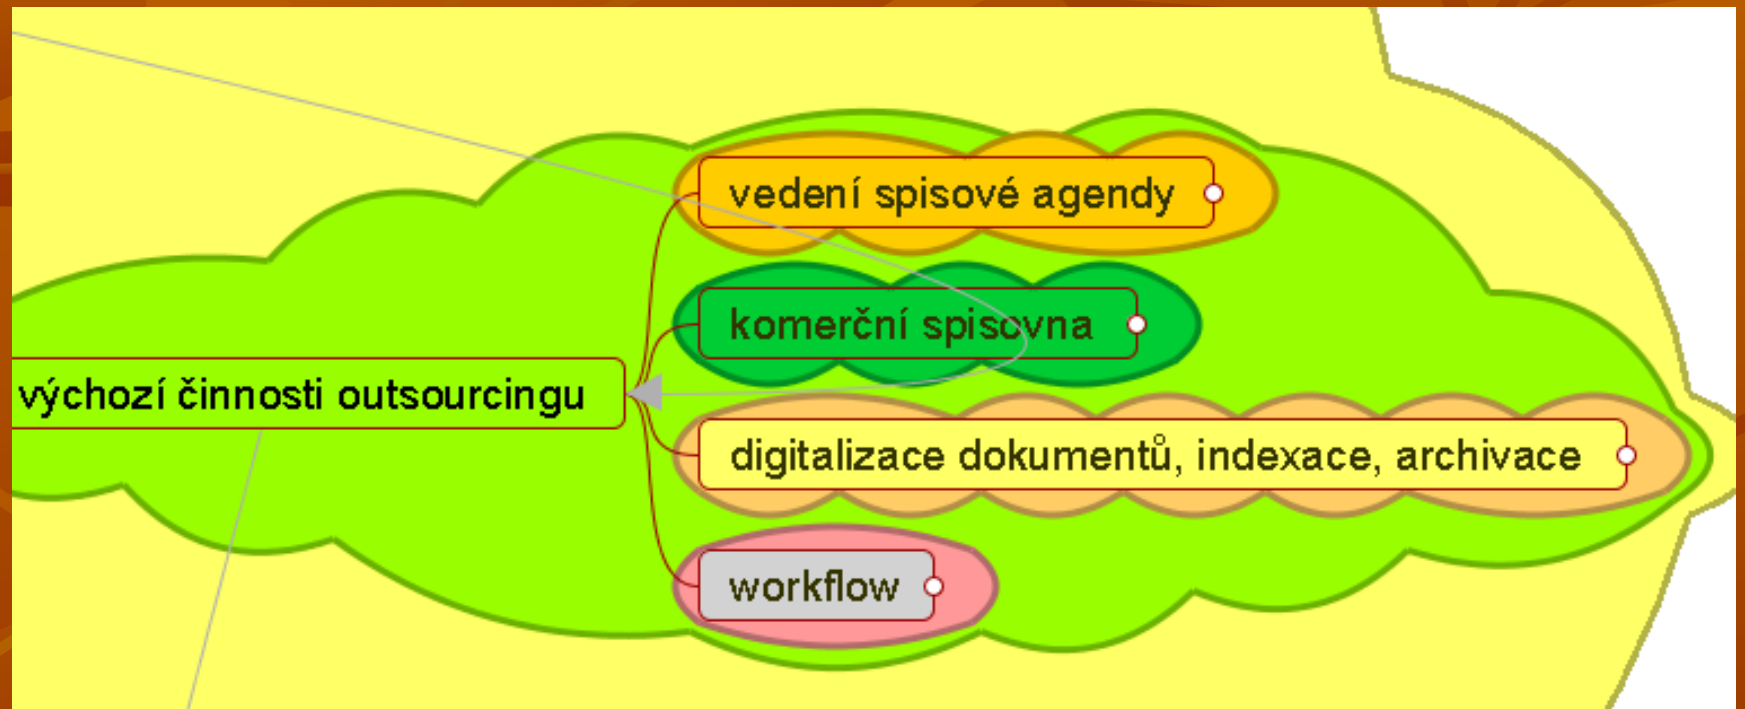 vedení spisové agendy
komerční spisovna
výchozí činnosti outsourcingu
digitalizace dokumentů, indexace, archivace
workflow